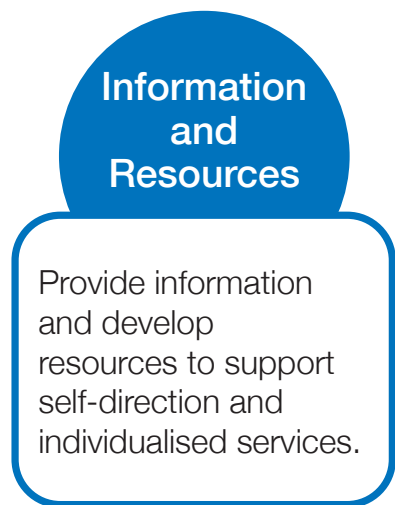 Information
and
Resources
Provide information
and develop
resources to support
self-direction and
individualised services.